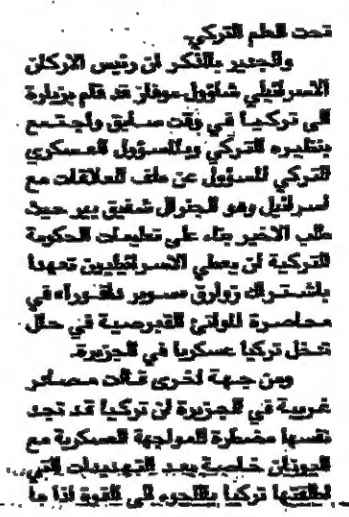 تحت العلم التركي.
والجدير بالذكر ان رئيس الاركان
الاسرائيلي شاؤول موفاز قد قام بزيارة
الى تركيا في وقت سابق واجتمع
بنظيره التركي وبالمسؤول العسكري
التركي المسؤول عن ملف العلاقات مع
اسرائيل وهو الجنرال شفيق بير حيث
طلب الاخير بناء على تعليمات الحكومة
التركية ان يعطي الاسرائيليون تعهدا
باشتراك زوارق سوبر دافورا» في
محاصرة الموانئ القبرصية في حال
تدخل تركيا عسكريا في الجزيرة.
ومن جهة اخرى قالت مصادر
غربية في الجزيرة ان تركيا قد تجد
نفسها مضطرة للمواجهة العسكرية مع
اليونان خاصة بعد التهديدات التي
اطلقتها تركيا باللجوء الى القوة اذا ما